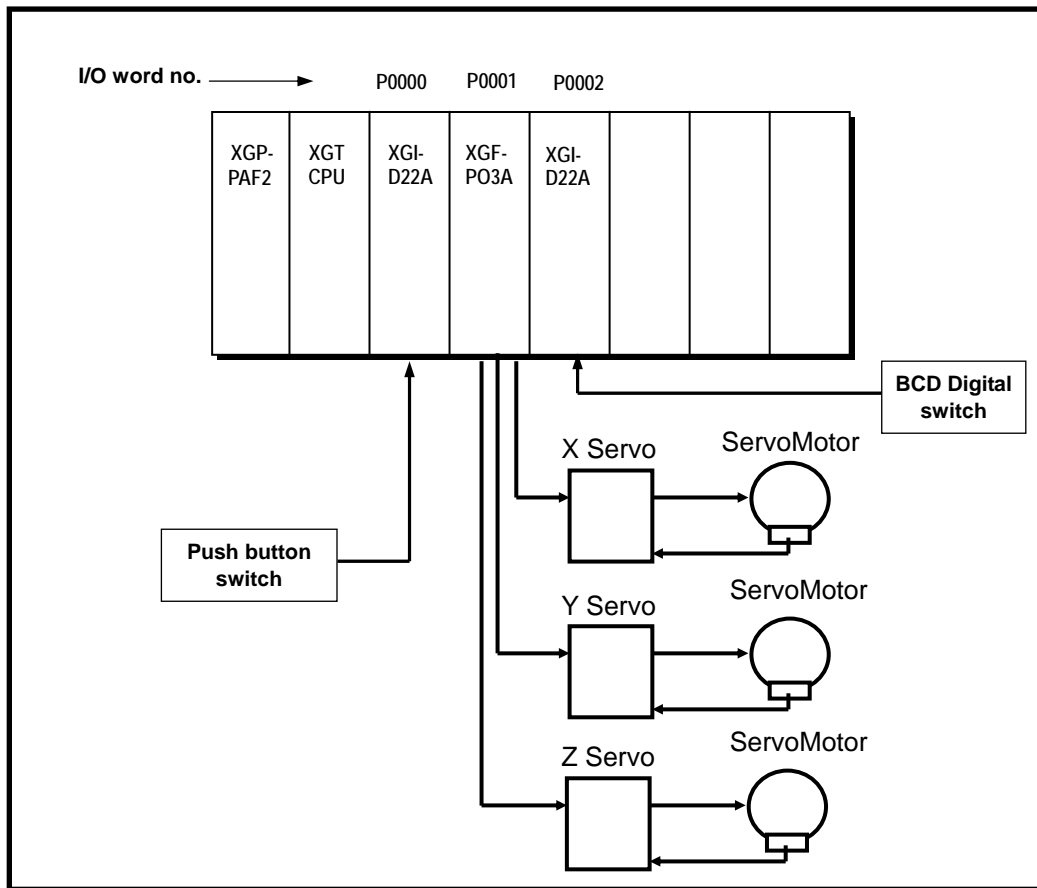 I/O word no.
P0000 P0001 P0002
XGP-
PAF2
XGT
CPU
XGI-
D22A
XGF-
PO3A
XGI-
D22A
BCD Digital
switch
X Servo
ServoMotor
Push button
switch
Y Servo
ServoMotor
Z Servo
ServoMotor